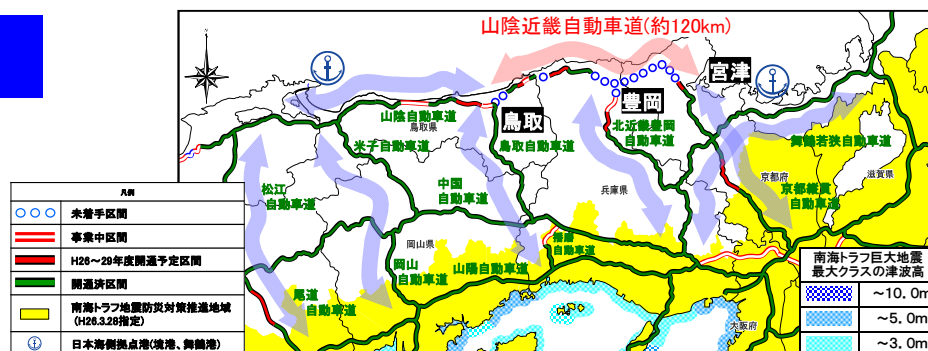 山陰近畿自動車道(約120km)
宮津
豊岡
鳥取
山陰自動車道
鳥取県
鳥取自動車道
北近畿豊岡
自動車道
米子自動車道
舞鶴若狭自動車道
京都府
滋賀県
京都縦貫
自動車道
兵庫県
中国
自動車道
松江
自動車道
岡山県
岡山
自動車道
山陽自動車道
播磨
自動車道
尾道
自動車道
大阪府
凡例
未着手区間
事業中区間
H26～29年度開通予定区間
開通済区間
南海トラフ地震防災対策推進地域
(H26.3.28指定)
日本海側拠点港(境港、舞鶴港)
南海トラフ巨大地震
最大クラスの津波高
～10.0m
～5.0m
～3.0m